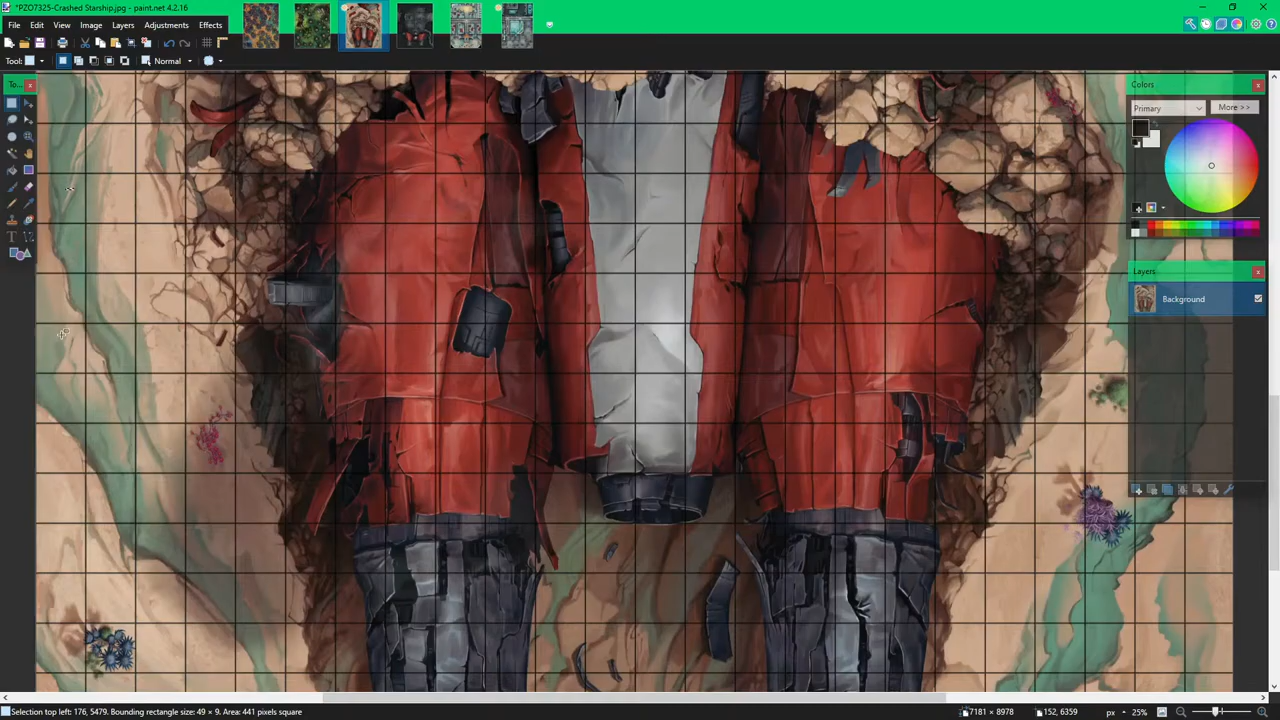 *PZO7325-Crashed Starship.jpg - paint.net 4.2.16
File Edit View Image Layers Adjustments Effects
Tool: Normal
To...
Colors
Primary More >>
Layers
Background
Selection top left: 176, 5479. Bounding rectangle size: 49 × 9. Area: 441 pixels square 7181 × 8978 152, 6359 px 25%